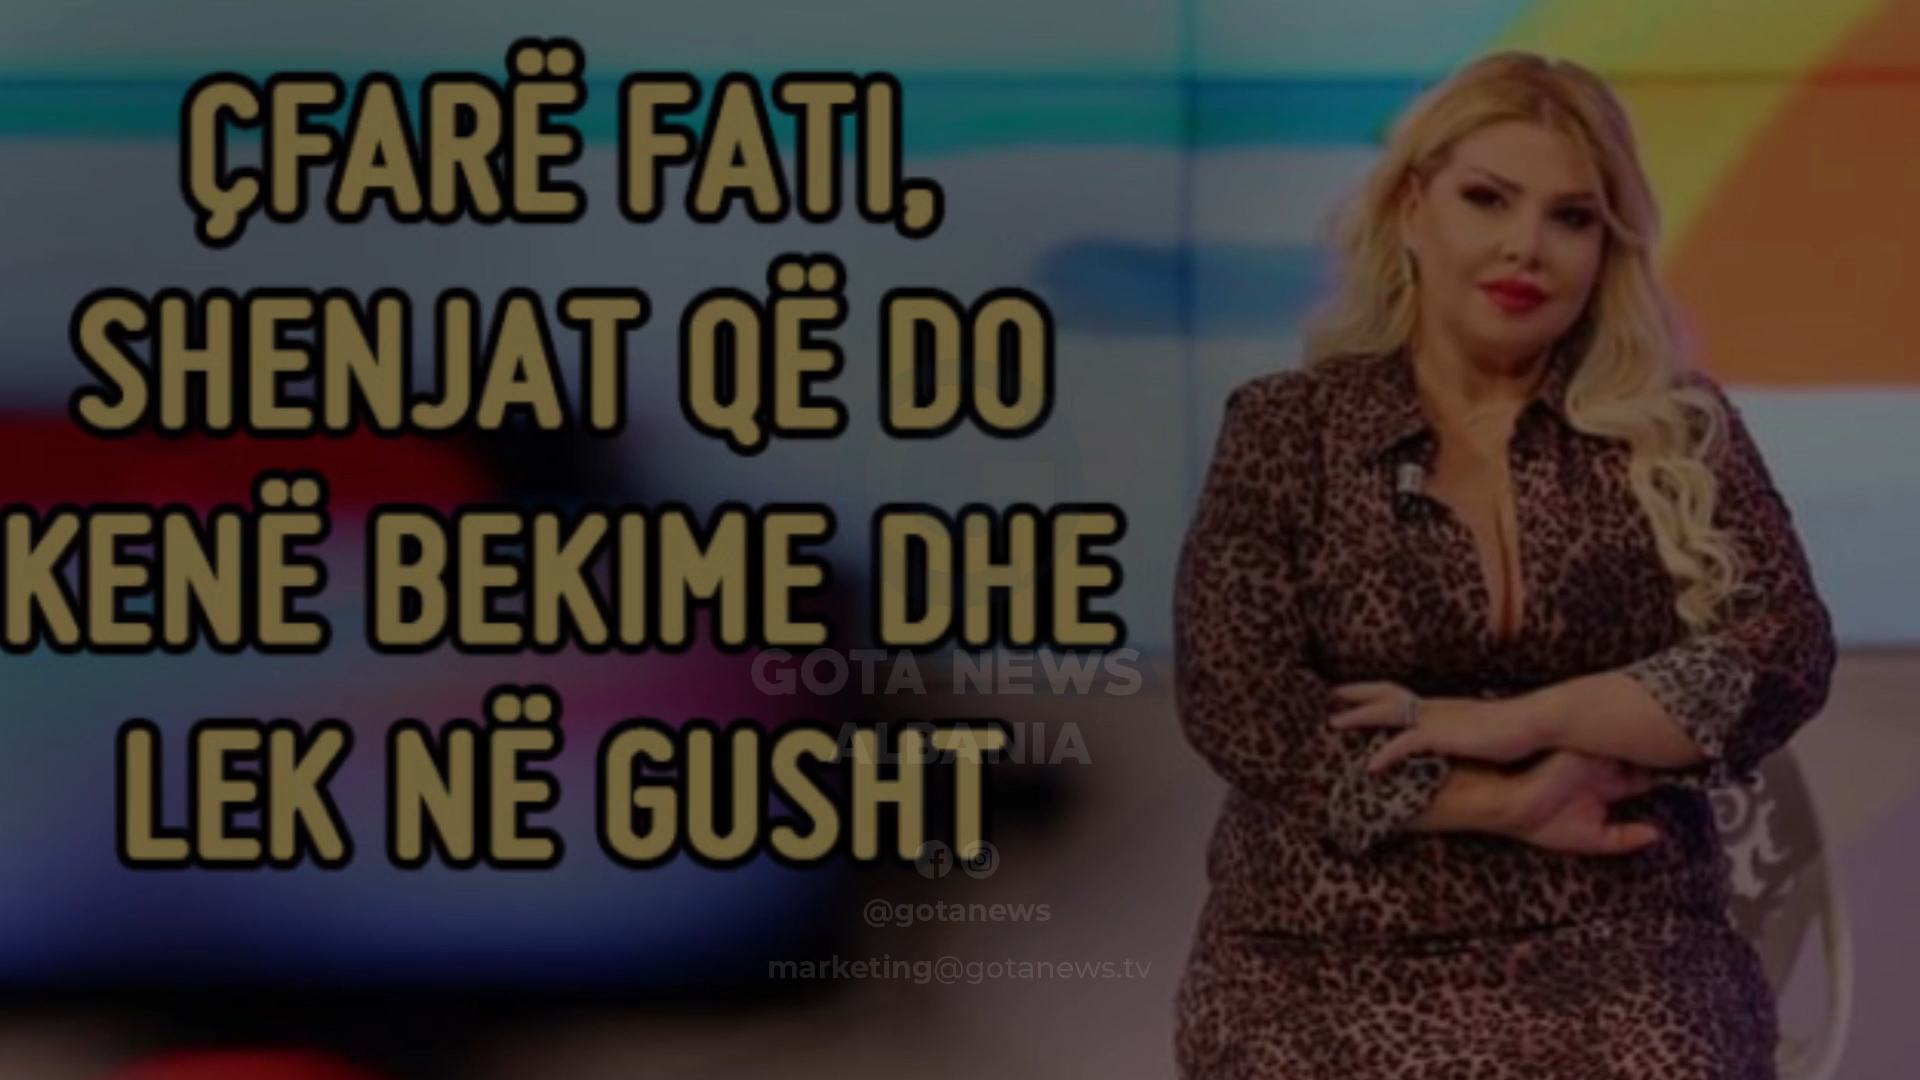 ÇFARË FATI,
SHENJAT QË DO
KENË BEKIME DHE
LEK NË GUSHT
GOTA NEWS
ALBANIA
@gotanews
marketing@gotanews.tv